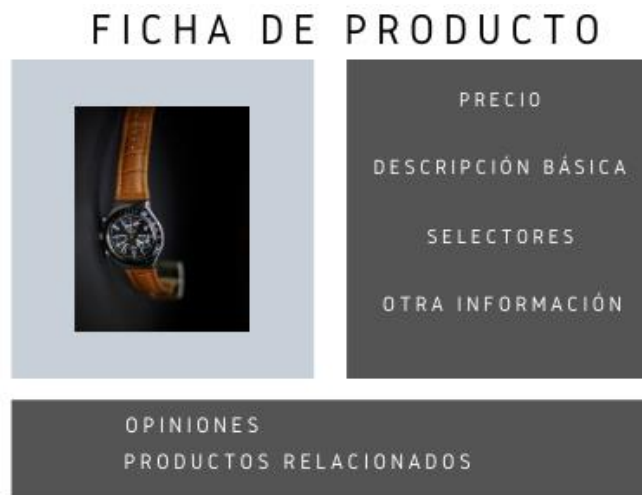 FICHA DE PRODUCTO
PRECIO
DESCRIPCIÓN BÁSICA
SELECTORES
OTRA INFORMACIÓN
OPINIONES
PRODUCTOS RELACIONADOS